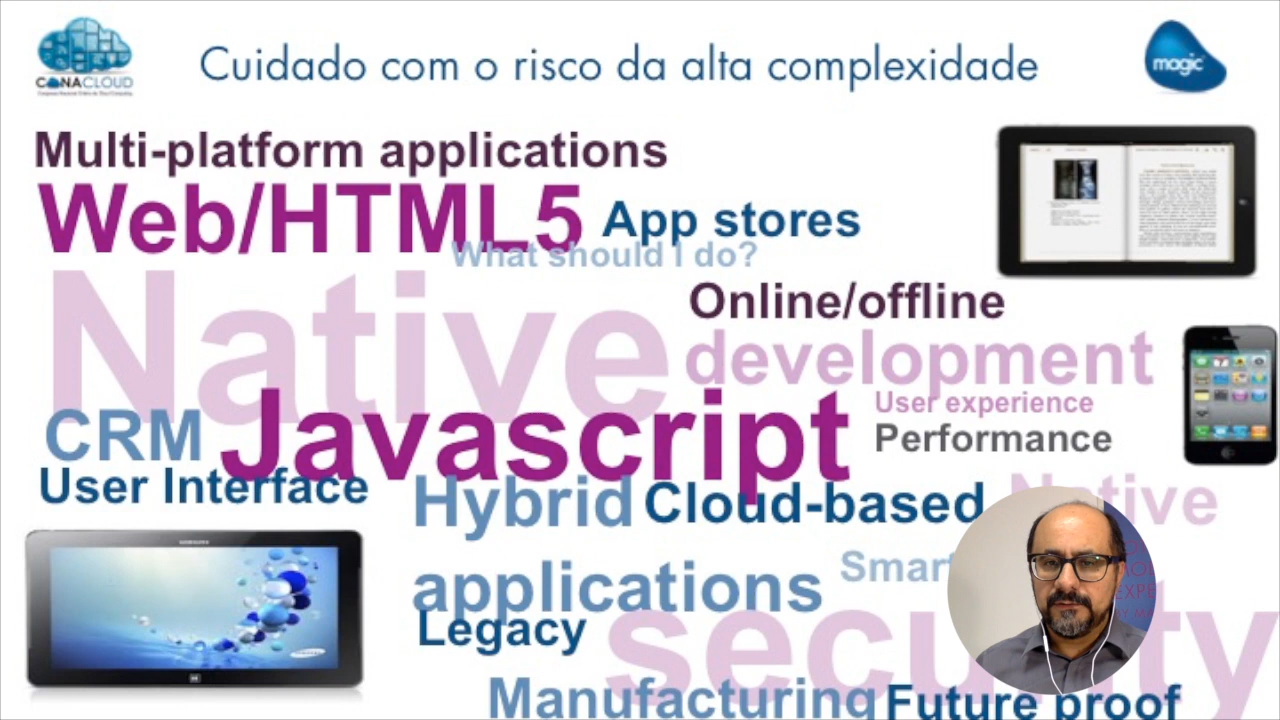 CONACLOUD
Cuidado com o risco da alta complexidade
magic
Multi-platform applications
Web/HTML5
App stores
What should I do?
Native
Online/offline
development
User experience
CRM
Javascript
Performance
User Interface
Hybrid
Cloud-based
Native
applications
Smart
EXPE
Legacy
security
Manufacturing
Future proof
SAMSUNG